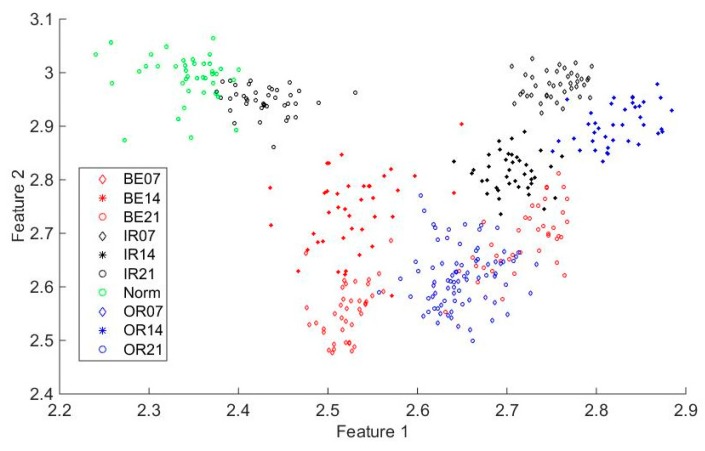 3.1
3
2.9
2.8
2.7
2.6
2.5
2.4
Feature 2
BE07
BE14
BE21
IR07
IR14
IR21
Norm
OR07
OR14
OR21
2.2 2.3 2.4 2.5 2.6 2.7 2.8 2.9
Feature 1